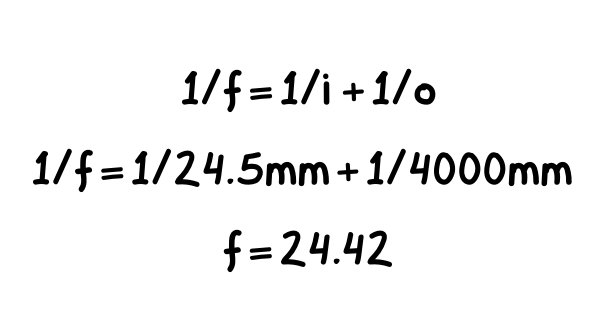 1/f = 1/i + 1/o
1/f = 1/24.5mm + 1/4000mm
f = 24.42